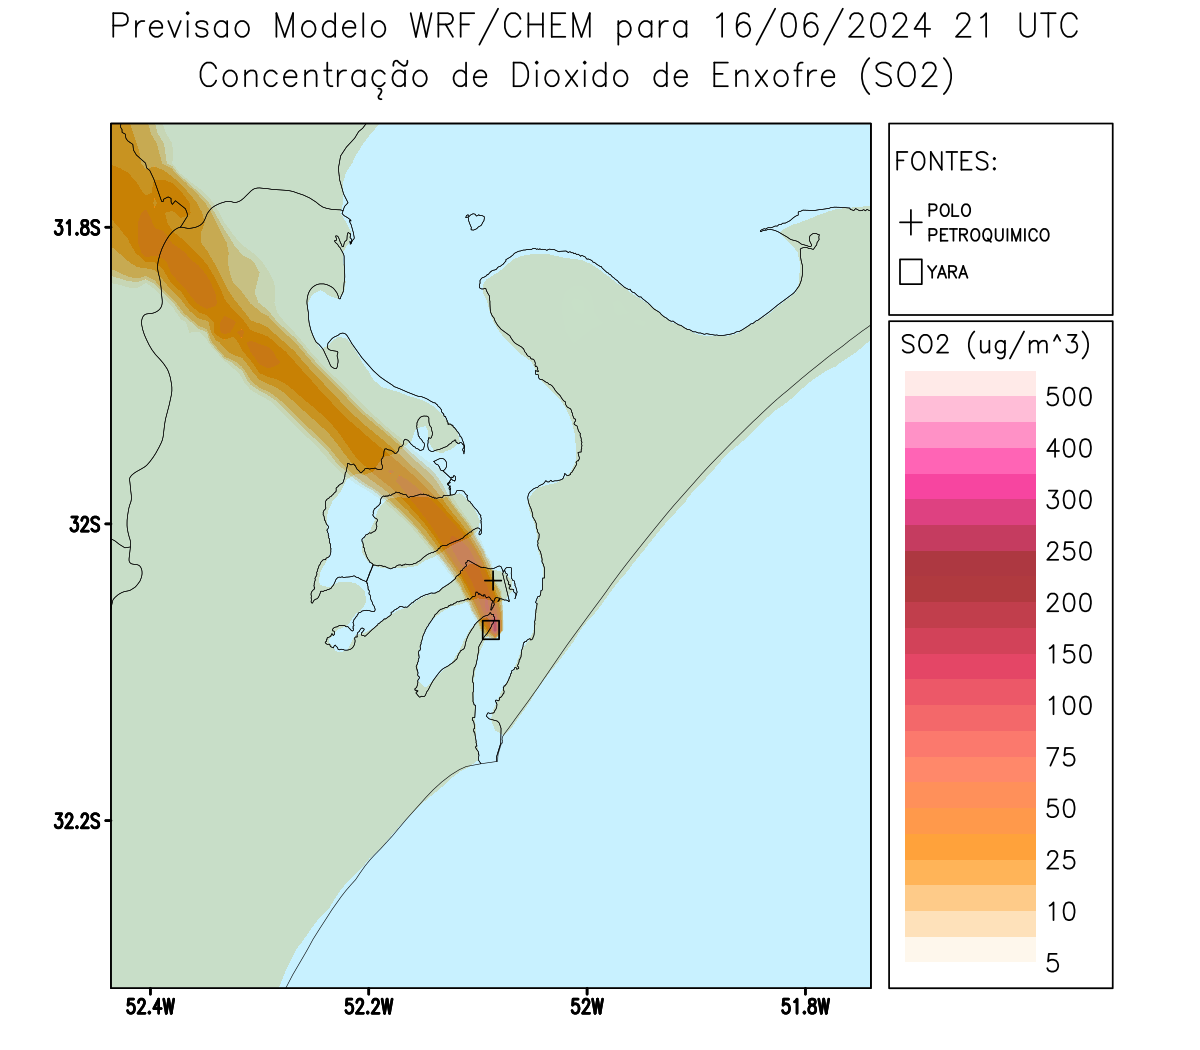 Previsao Modelo WRF/CHEM para 16/06/2024 21 UTC
Concentração de Dioxido de Enxofre (SO2)
FONTES:
POLO
PETROQUIMICO
YARA
31.8S
32S
32.2S
52.4W
52.2W
52W
51.8W
SO2 (ug/m^3)
500
400
300
250
200
150
100
75
50
25
10
5